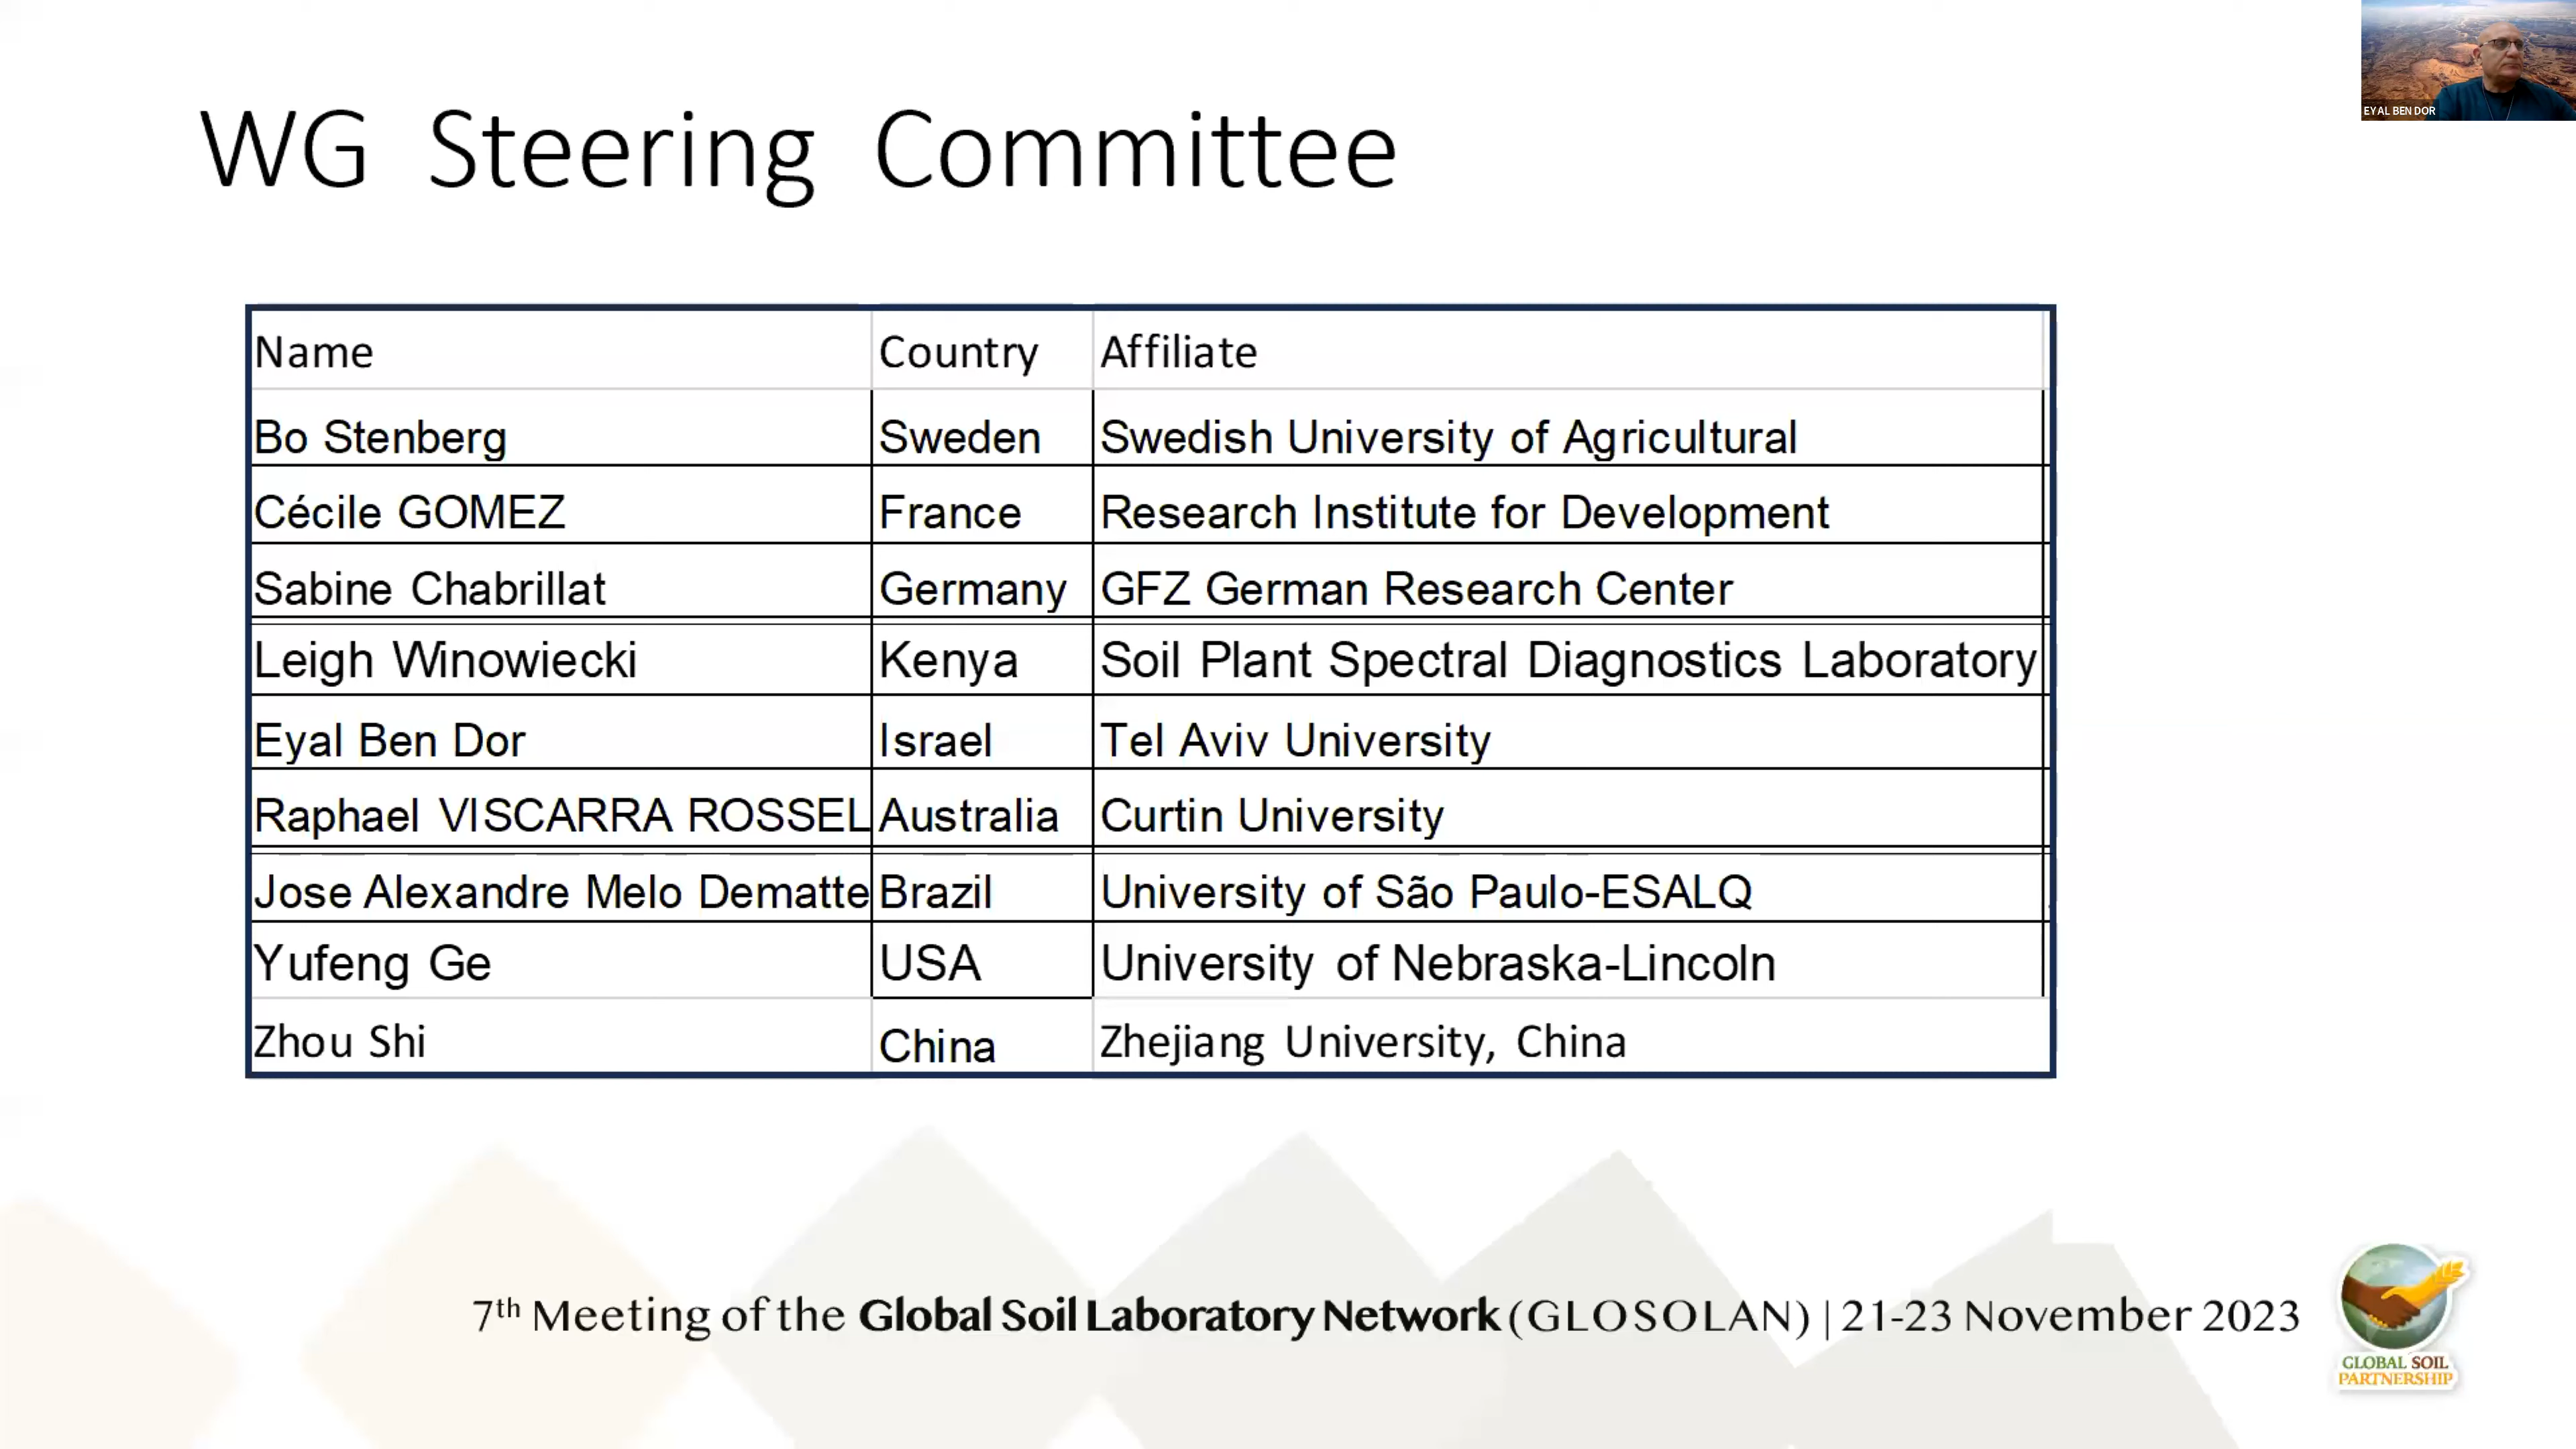 EYAL BEN DOR
WG Steering Committee
Name Country Affiliate
Bo Stenberg Sweden Swedish University of Agricultural
Cécile GOMEZ France Research Institute for Development
Sabine Chabrillat Germany GFZ German Research Center
Leigh Winowiecki Kenya Soil Plant Spectral Diagnostics Laboratory
Eyal Ben Dor Israel Tel Aviv University
Raphael VISCARRA ROSSEL Australia Curtin University
Jose Alexandre Melo Dematte Brazil University of São Paulo-ESALQ
Yufeng Ge USA University of Nebraska-Lincoln
Zhou Shi China Zhejiang University, China
7th Meeting of the Global Soil Laboratory Network (GLOSOLAN) | 21-23 November 2023
GLOBAL SOIL
PARTNERSHIP